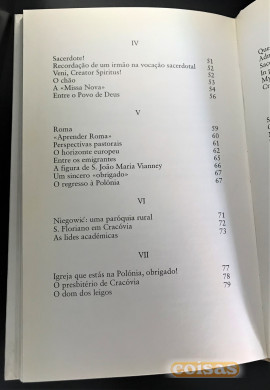 IV
Sacerdote! 51
Recordação de um irmão na vocação sacerdotal 52
Veni, Creator Spiritus! 52
O chão 53
A «Missa Nova» 54
Entre o Povo de Deus 56
V
Roma 59
«Aprender Roma» 60
Perspectivas pastorais 61
O horizonte europeu 62
Entre os emigrantes 65
A figura de S. João Maria Vianney 66
Um sincero «obrigado» 67
O regresso à Polónia 67
VI
Niegowić: uma paróquia rural 71
S. Floriano em Cracóvia 72
As lides académicas 73
VII
Igreja que estás na Polónia, obrigado! 77
O presbitério de Cracóvia 78
O dom dos leigos 79
coisas